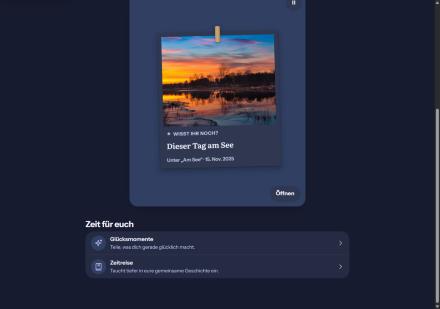 WISST IHR NOCH?
Dieser Tag am See
Unter „Am See“ · 15. Nov. 2025
Öffnen
Zeit für euch
Glücksmomente
Teile, was dich gerade glücklich macht.
Zeitreise
Taucht tiefer in eure gemeinsame Geschichte ein.